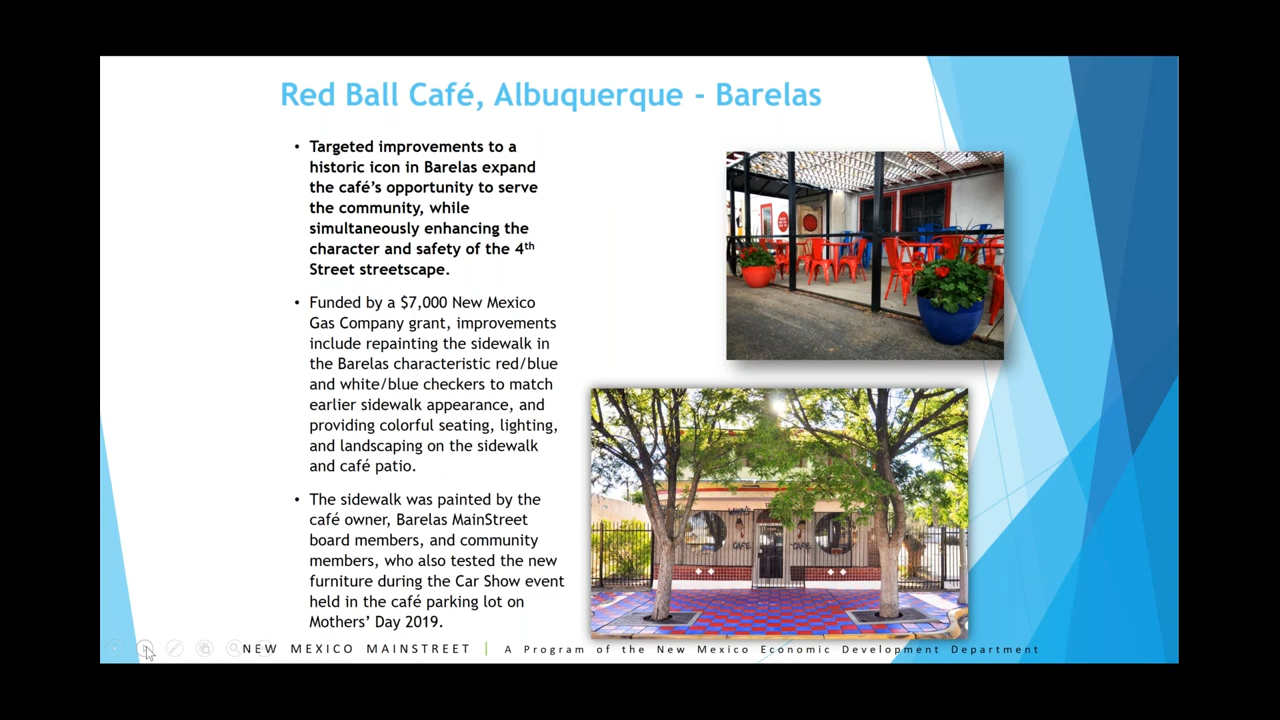 Red Ball Café, Albuquerque - Barelas
• Targeted improvements to a
historic icon in Barelas expand
the café's opportunity to serve
the community, while
simultaneously enhancing the
character and safety of the 4th
Street streetscape.
• Funded by a $7,000 New Mexico
Gas Company grant, improvements
include repainting the sidewalk in
the Barelas characteristic red/blue
and white/blue checkers to match
earlier sidewalk appearance, and
providing colorful seating, lighting,
and landscaping on the sidewalk
and café patio.
• The sidewalk was painted by the
café owner, Barelas MainStreet
board members, and community
members, who also tested the new
furniture during the Car Show event
held in the café parking lot on
Mothers' Day 2019.
CAFE
NEW MEXICO MAINSTREET | A Program of the New Mexico Economic Development Department